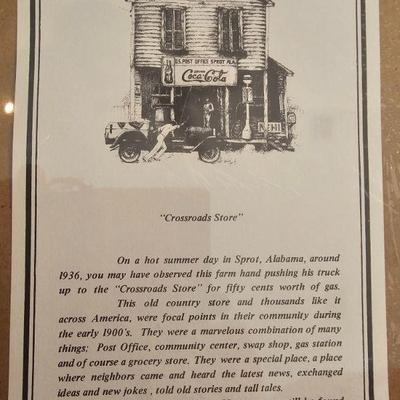 U.S. POST OFFICE SPROT ALA.
Coca-Cola
NEHI
"Crossroads Store"
On a hot summer day in Sprot, Alabama, around
1936, you may have observed this farm hand pushing his truck
up to the "Crossroads Store" for fifty cents worth of gas.
This old country store and thousands like it
across America, were focal points in their community during
the early 1900's. They were a marvelous combination of many
things: Post Office, community center, swap shop, gas station
and of course a grocery store. They were a special place, a place
where neighbors came and heard the latest news, exchanged
ideas and new jokes , told old stories and tall tales.
will be found